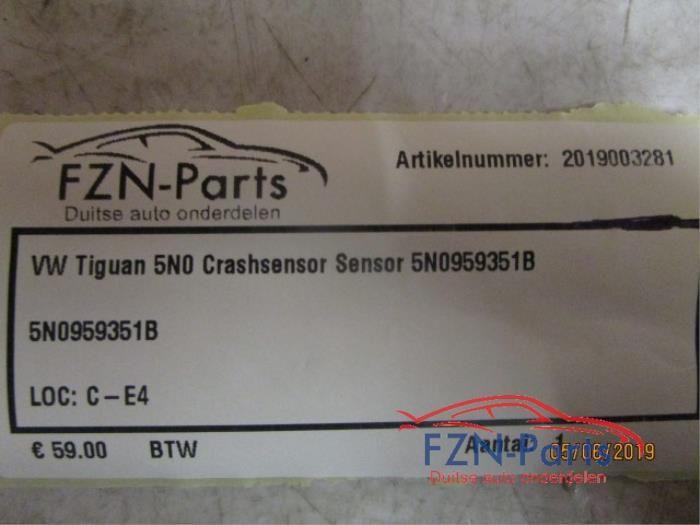 FZN-Parts
Duitse auto onderdelen
Artikelnummer: 2019003281
VW Tiguan 5N0 Crashsensor Sensor 5N0959351B
5N0959351B
LOC: C-E4
€ 59.00 BTW Aantal 1
05/06/2019
FZN-Parts
Duitse auto onderdelen